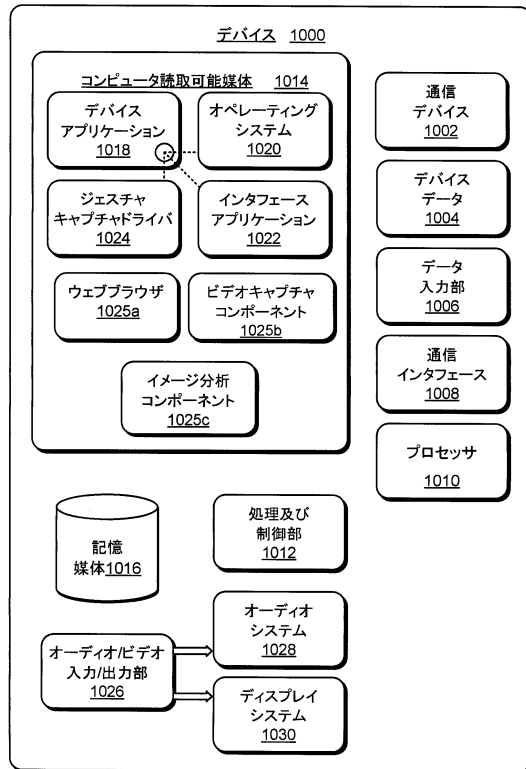 デバイス 1000
コンピュータ読取可能媒体 1014
デバイス
アプリケーション
1018
オペレーティング
システム
1020
ジェスチャ
キャプチャドライバ
1024
インタフェース
アプリケーション
1022
ウェブブラウザ
1025a
ビデオキャプチャ
コンポーネント
1025b
イメージ分析
コンポーネント
1025c
通信
デバイス
1002
デバイス
データ
1004
データ
入力部
1006
通信
インタフェース
1008
プロセッサ
1010
記憶
媒体1016
処理及び
制御部
1012
オーディオ/ビデオ
入力/出力部
1026
オーディオ
システム
1028
ディスプレイ
システム
1030